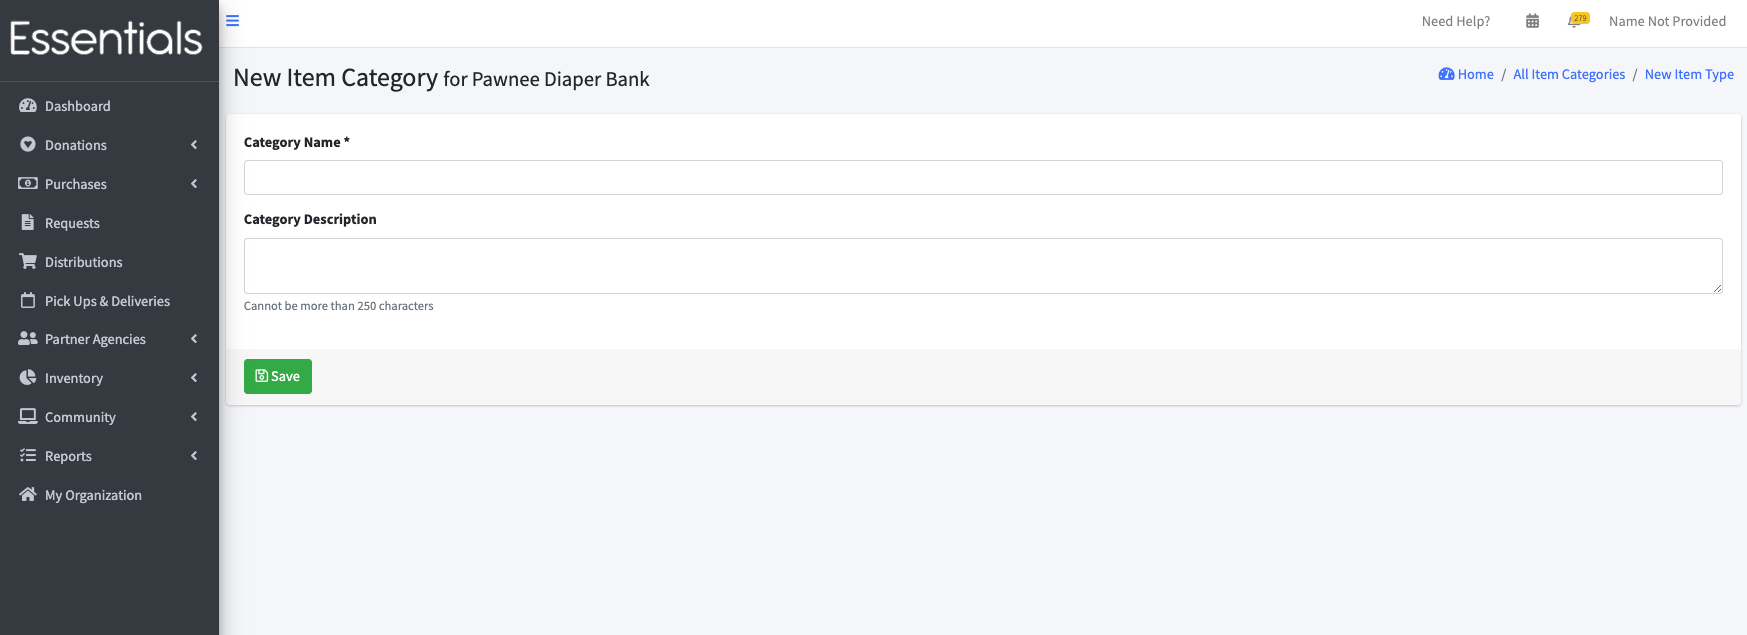 Essentials
Need Help?
279
Name Not Provided
New Item Category for Pawnee Diaper Bank
Home / All Item Categories / New Item Type
Dashboard
Donations
Purchases
Requests
Distributions
Pick Ups & Deliveries
Partner Agencies
Inventory
Community
Reports
My Organization
Category Name *
Category Description
Cannot be more than 250 characters
Save